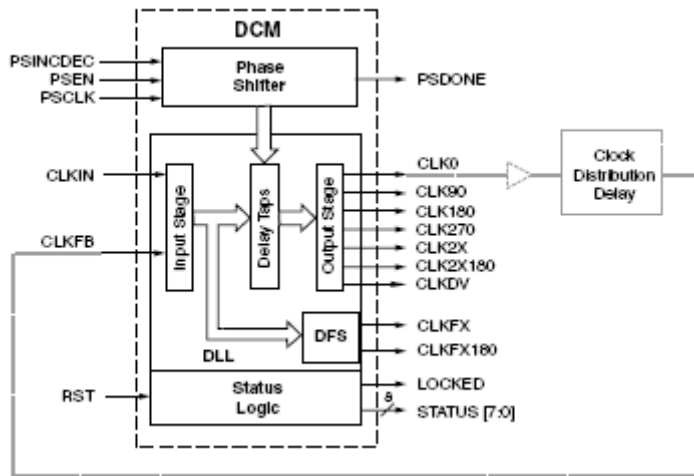 DCM
PSINCDEC
PSEN
PSCLK
Phase
Shifter
PSDONE
CLKIN
CLKFB
Input Stage
Delay Taps
Output Stage
CLK0
CLK90
CLK180
CLK270
CLK2X
CLK2X180
CLKDV
Clock
Distribution
Delay
DFS
DLL
CLKFX
CLKFX180
RST
Status
Logic
LOCKED
8
STATUS [7:0]